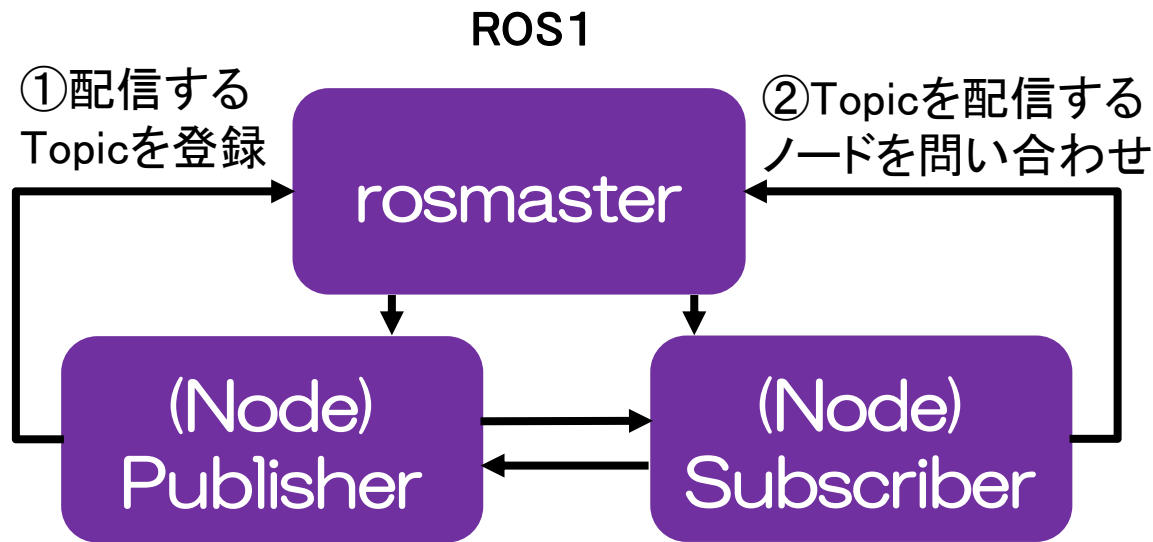 ROS1
①配信する
Topicを登録
②Topicを配信する
ノードを問い合わせ
rosmaster
(Node)
Publisher
(Node)
Subscriber